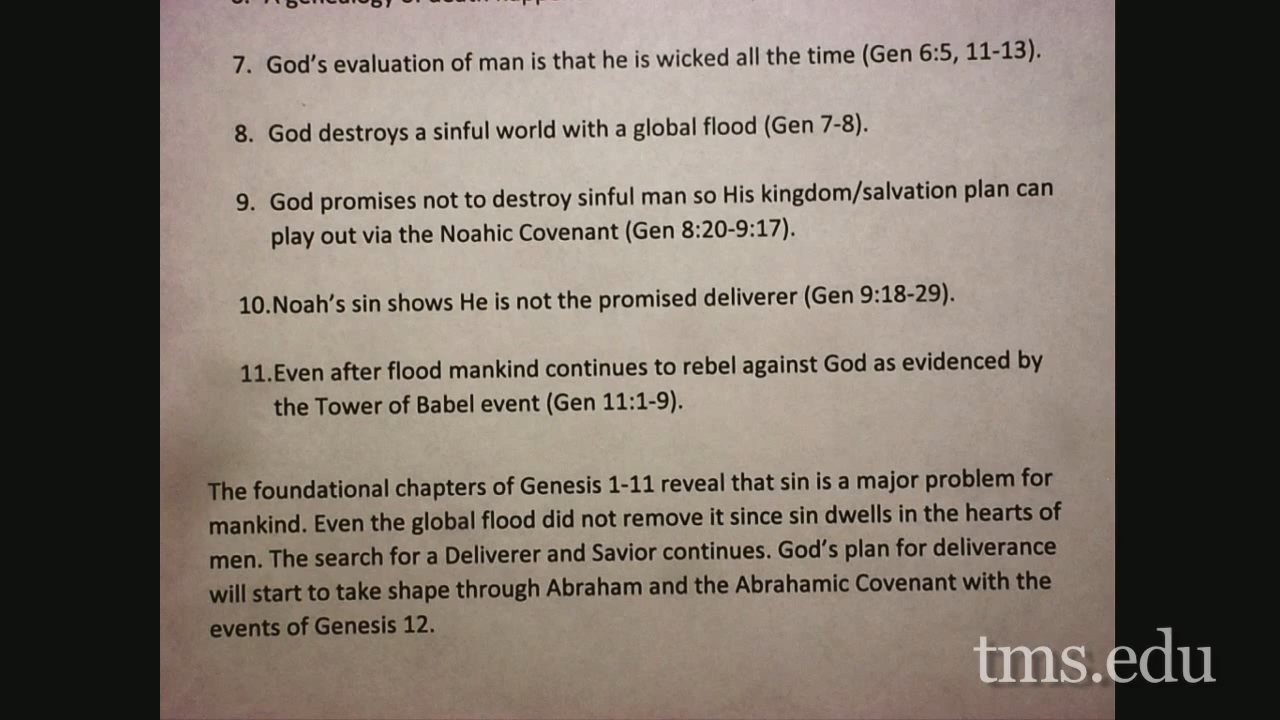 7. God's evaluation of man is that he is wicked all the time (Gen 6:5, 11-13).
8. God destroys a sinful world with a global flood (Gen 7-8).
9. God promises not to destroy sinful man so His kingdom/salvation plan can
play out via the Noahic Covenant (Gen 8:20-9:17).
10.Noah's sin shows He is not the promised deliverer (Gen 9:18-29).
11.Even after flood mankind continues to rebel against God as evidenced by
the Tower of Babel event (Gen 11:1-9).
The foundational chapters of Genesis 1-11 reveal that sin is a major problem for
mankind. Even the global flood did not remove it since sin dwells in the hearts of
men. The search for a Deliverer and Savior continues. God's plan for deliverance
will start to take shape through Abraham and the Abrahamic Covenant with the
events of Genesis 12.
tms.edu